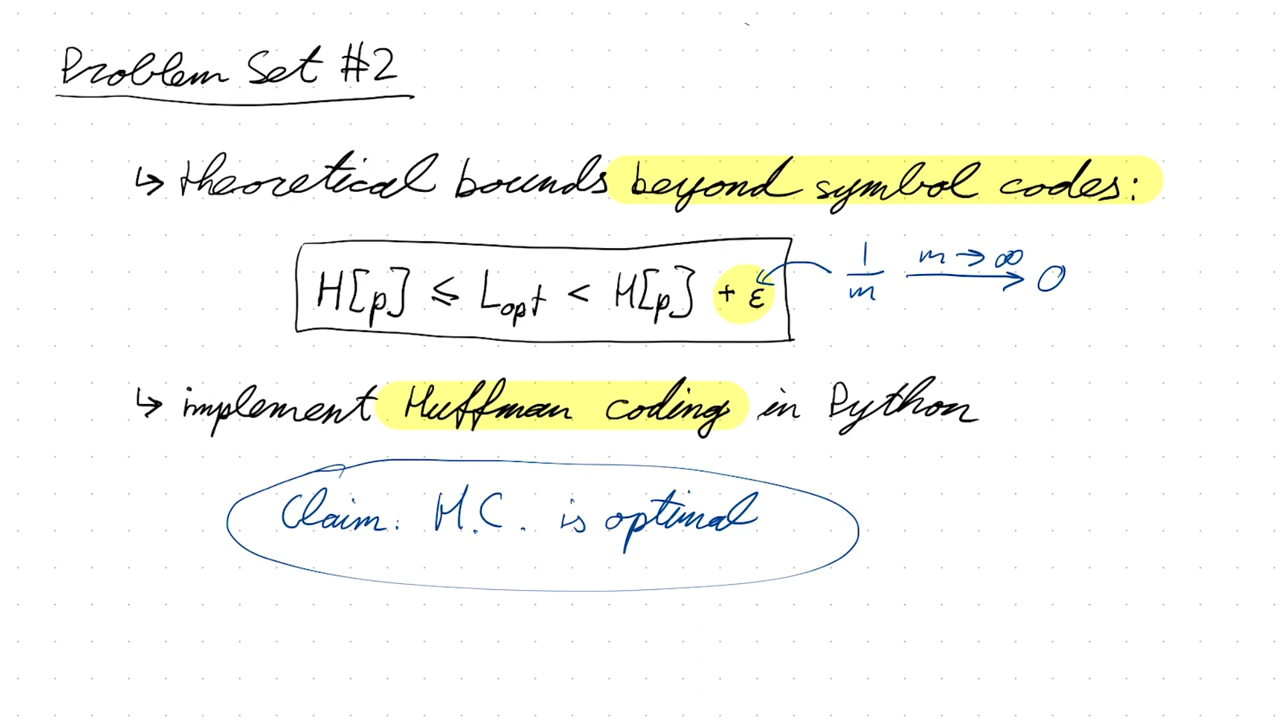 Problem Set #2
↳ theoretical bounds beyond symbol codes:
H[p] ≤ L_opt < H[p] + ε
1/m m→∞ 0
↳ implement Huffman coding in Python
Claim: H.C. is optimal